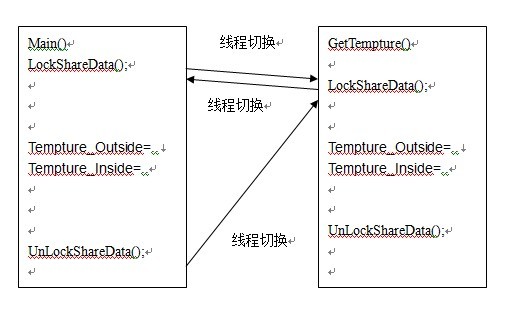 Main()
LockShareData();
Tempture_Outside=..
Tempture_Inside=..
UnLockShareData();
线程切换
线程切换
线程切换
GetTempture()
LockShareData();
Tempture_Outside=..
Tempture_Inside=..
UnLockShareData();